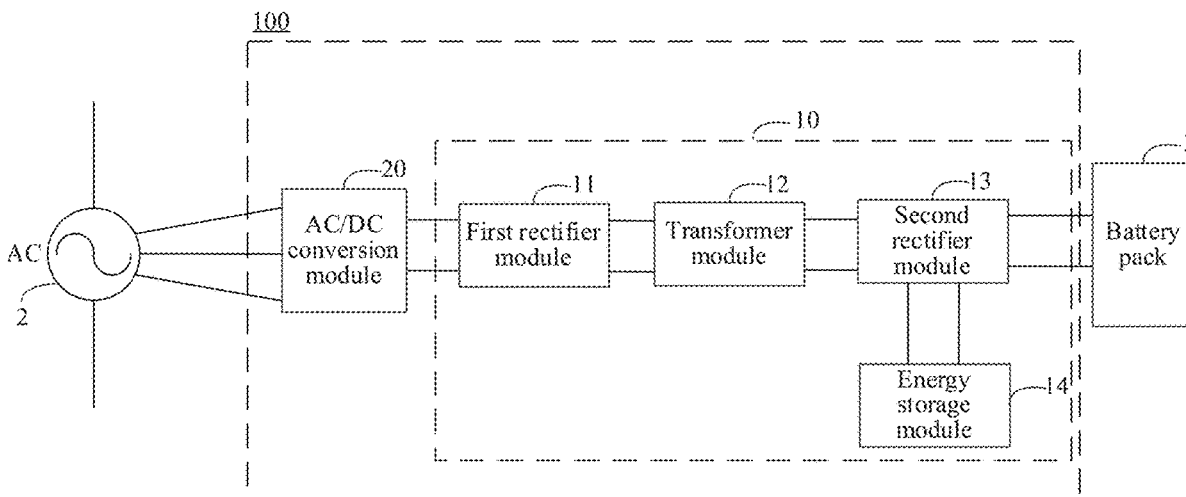 100
10
20
11
12
13
AC/DC
conversion
module
First rectifier
module
Transformer
module
Second
rectifier
module
Battery
pack
AC
2
Energy
storage
module
14